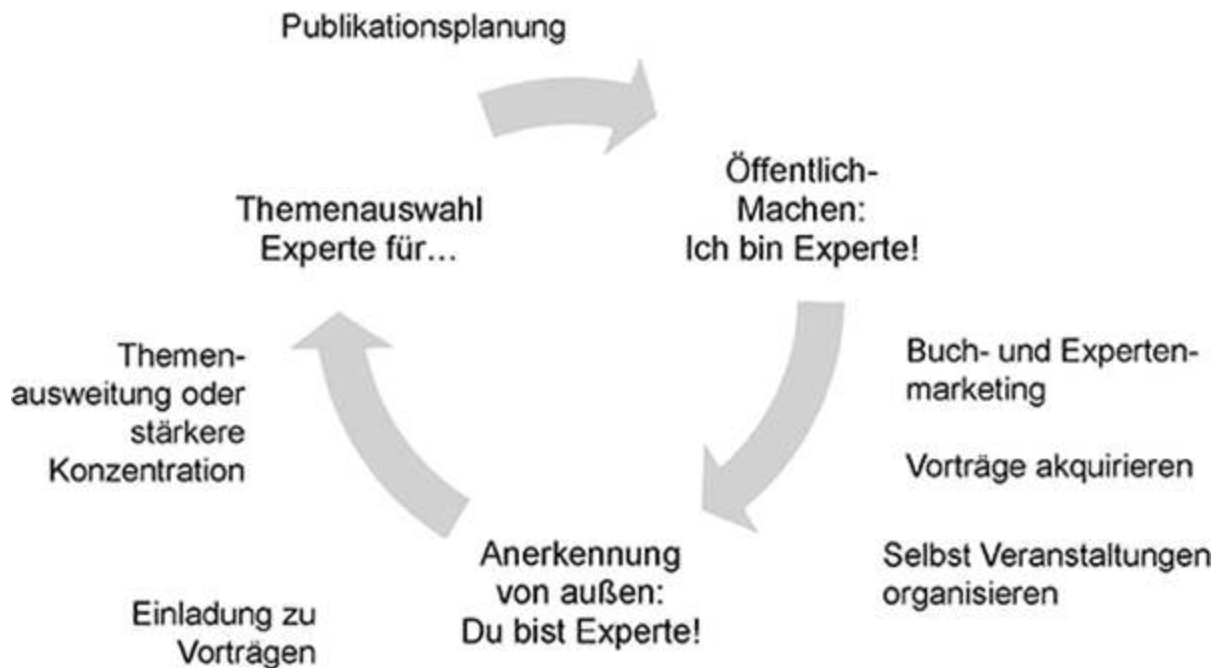 Publikationsplanung
Themenauswahl
Experte für...
Öffentlich-
Machen:
Ich bin Experte!
Buch- und Experten-
marketing
Vorträge akquirieren
Selbst Veranstaltungen
organisieren
Anerkennung
von außen:
Du bist Experte!
Einladung zu
Vorträgen
Themen-
ausweitung oder
stärkere
Konzentration